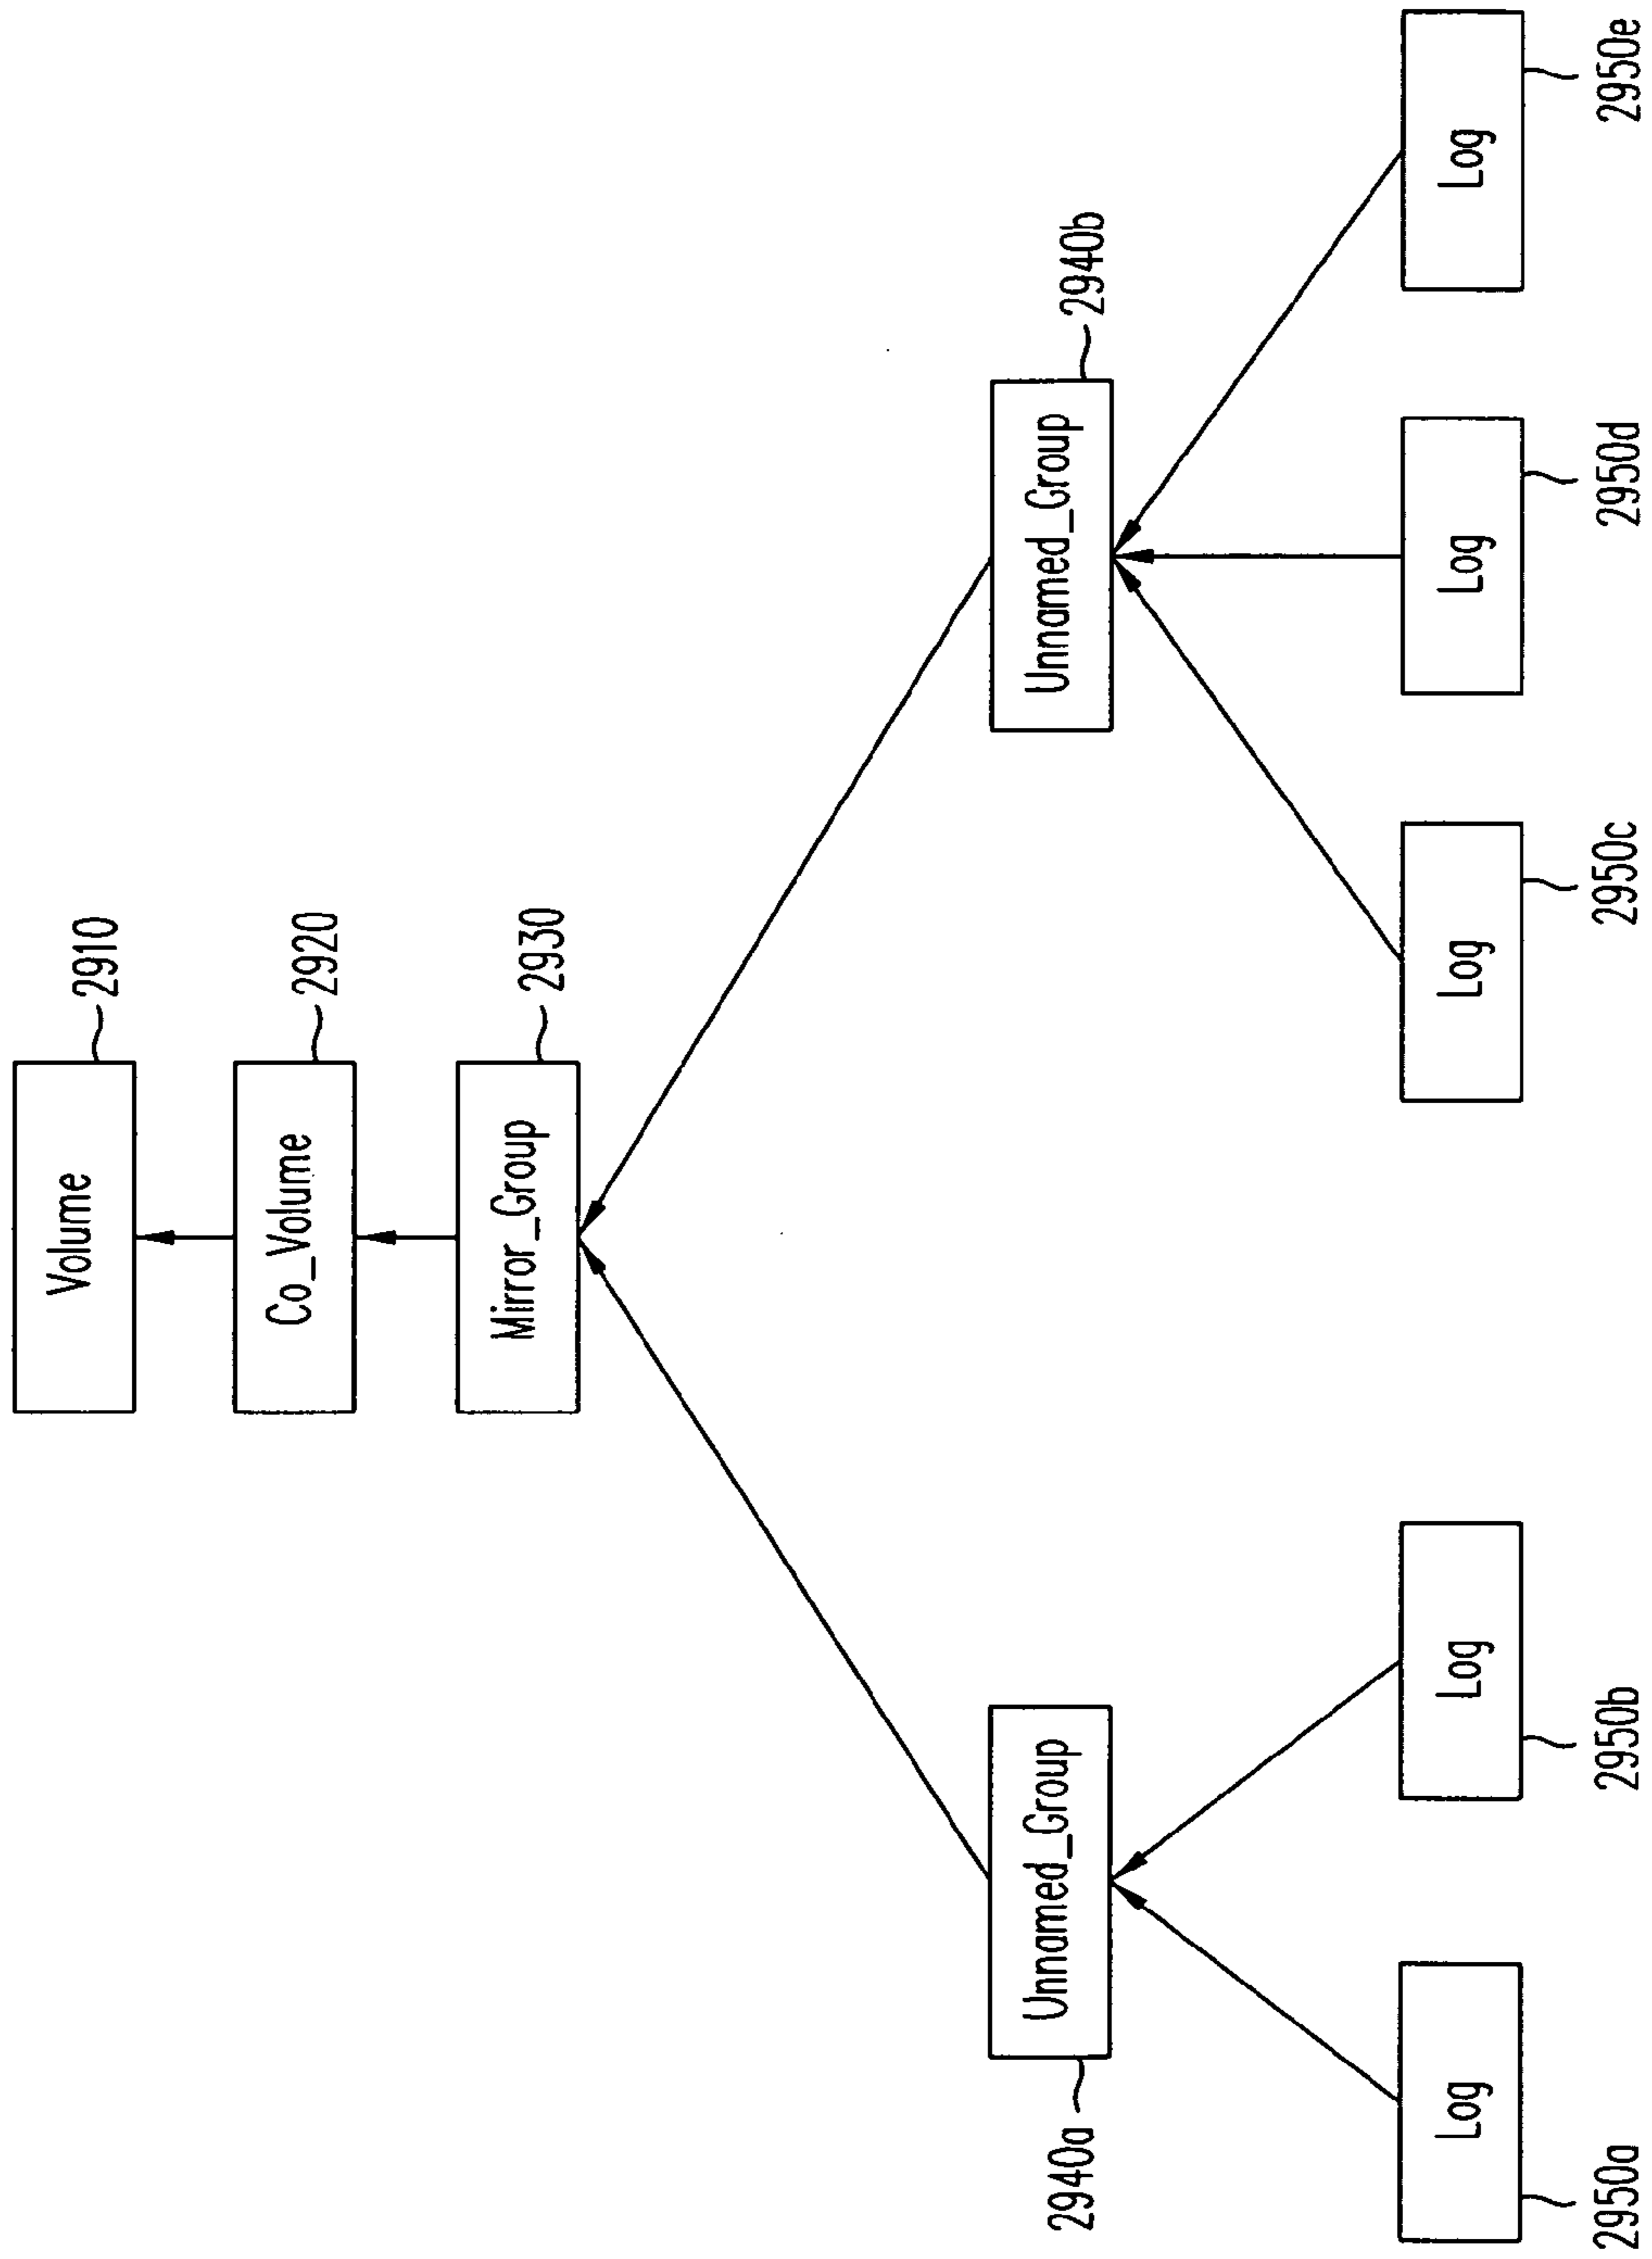 Volume
2910
Co_Volume
2920
Mirror_Group
2930
2940a
Unnamed_Group
Unnamed_Group
2940b
Log
Log
Log
Log
Log
2950a
2950b
2950c
2950d
2950e